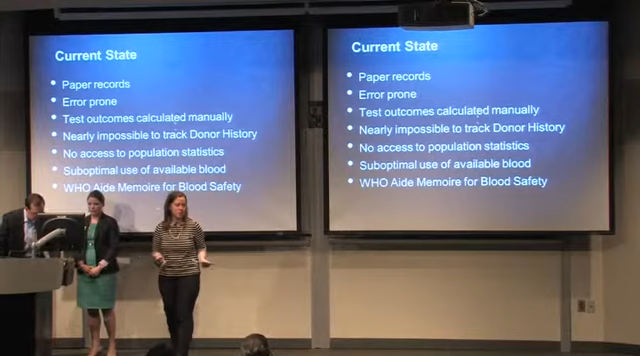 Current State
• Paper records
• Error prone
• Test outcomes calculated manually
• Nearly impossible to track Donor History
• No access to population statistics
• Suboptimal use of available blood
• WHO Aide Memoire for Blood Safety
Current State
• Paper records
• Error prone
• Test outcomes calculated manually
• Nearly impossible to track Donor History
• No access to population statistics
• Suboptimal use of available blood
• WHO Aide Memoire for Blood Safety